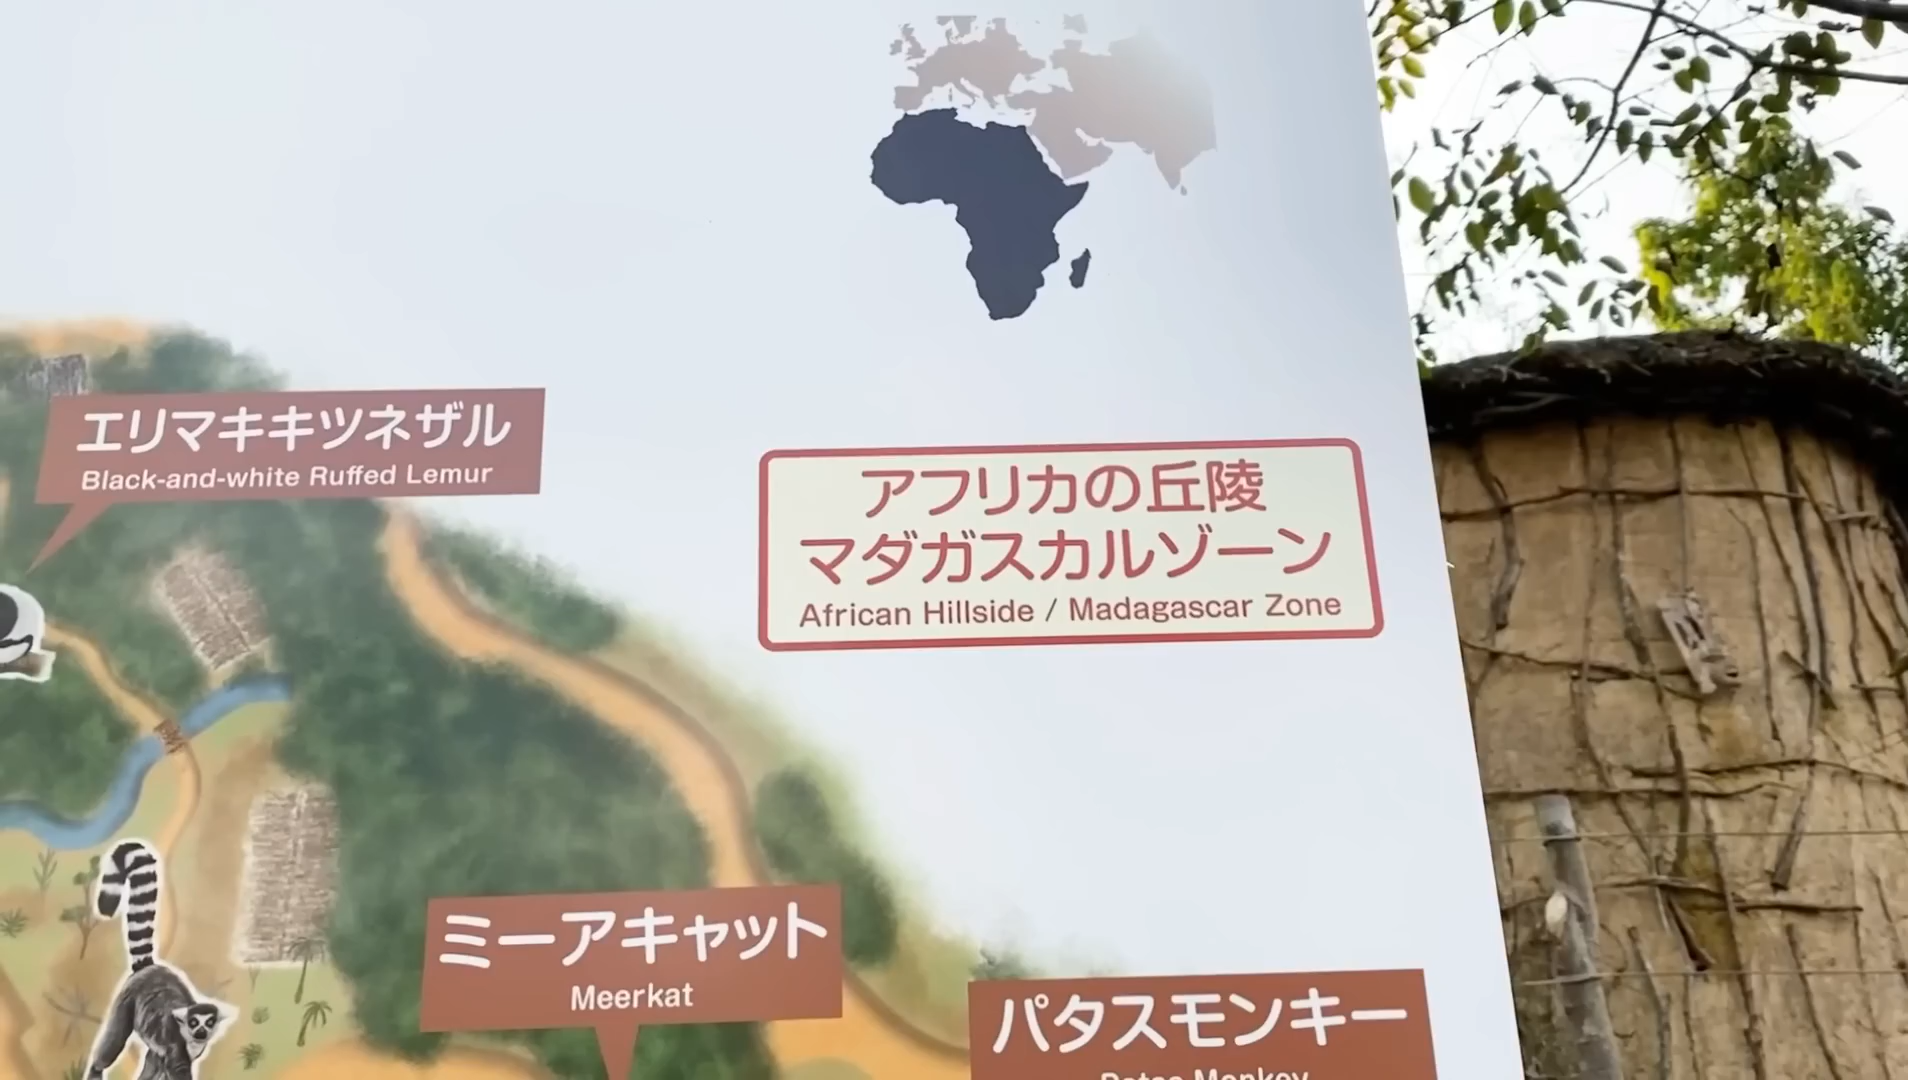 エリマキキツネザル
Black-and-white Ruffed Lemur
アフリカの丘陵
マダガスカルゾーン
African Hillside / Madagascar Zone
ミーアキャット
Meerkat
パタスモンキー
Patas Monkey